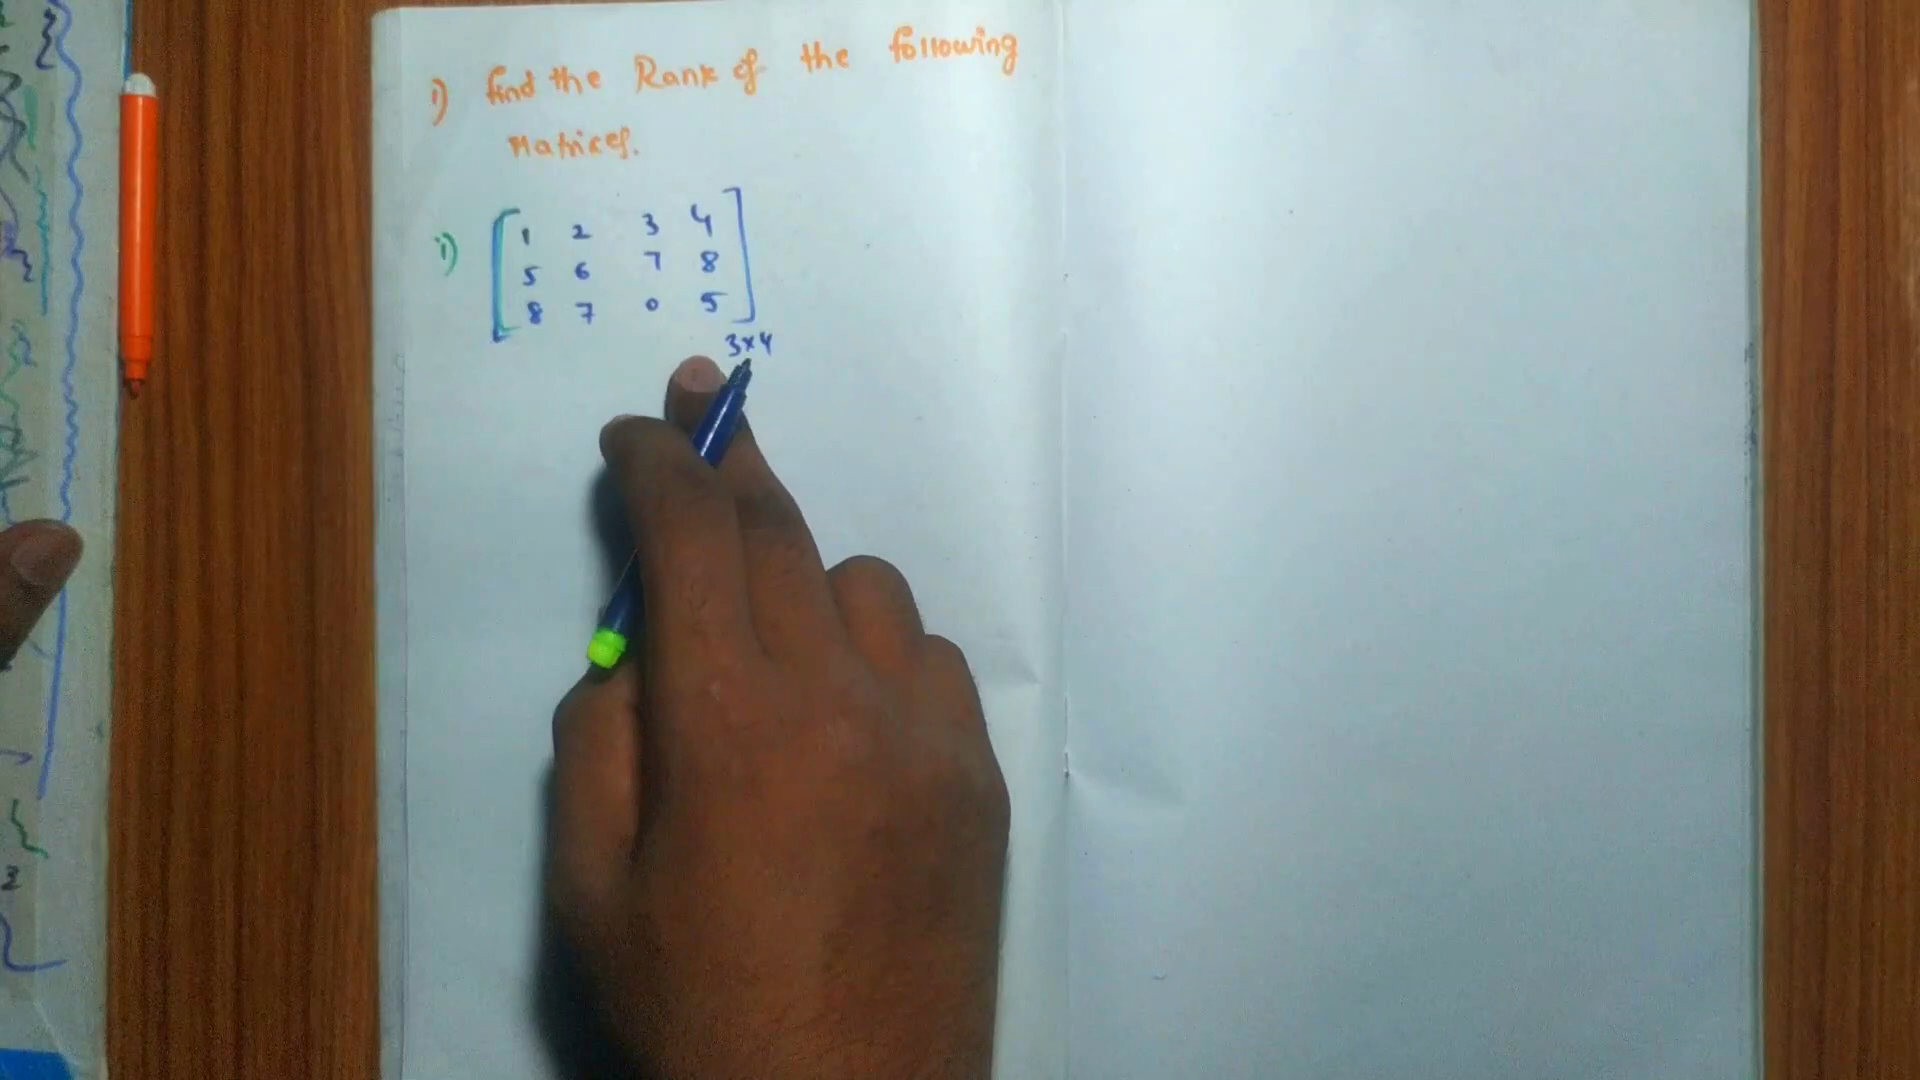 1) find the Rank of the following
Matrices.
i) [1 2 3 4
5 6 7 8
8 7 0 5]
3×4